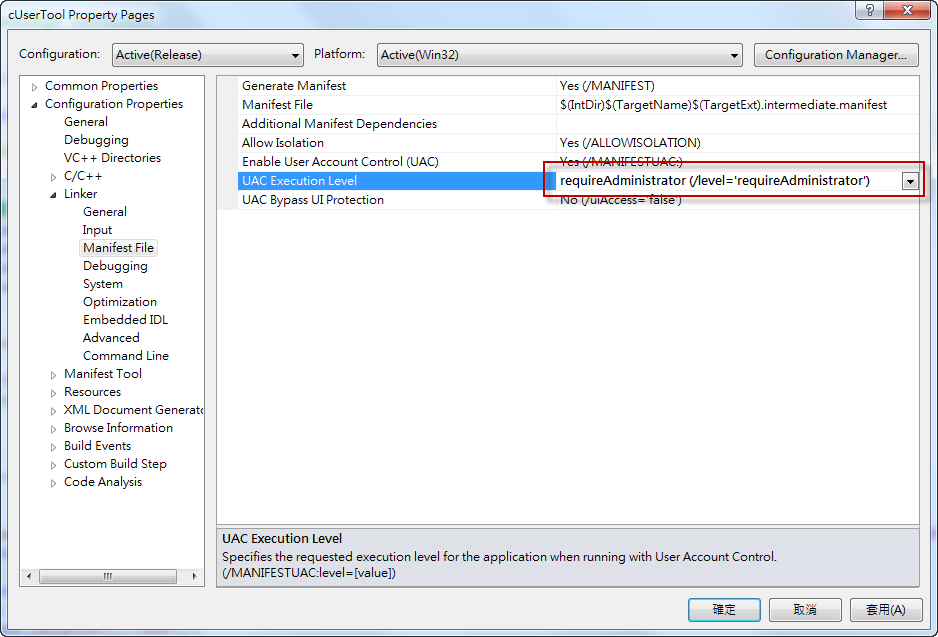 cUserTool Property Pages
?
Configuration: Active(Release) Platform: Active(Win32) Configuration Manager...
Common Properties
Configuration Properties
General
Debugging
VC++ Directories
C/C++
Linker
General
Input
Manifest File
Debugging
System
Optimization
Embedded IDL
Advanced
Command Line
Manifest Tool
Resources
XML Document Generato
Browse Information
Build Events
Custom Build Step
Code Analysis
Generate Manifest Yes (/MANIFEST)
Manifest File $(IntDir)$(TargetName)$(TargetExt).intermediate.manifest
Additional Manifest Dependencies
Allow Isolation Yes (/ALLOWISOLATION)
Enable User Account Control (UAC) Yes (/MANIFESTUAC:)
UAC Execution Level requireAdministrator (/level='requireAdministrator')
UAC Bypass UI Protection No (/uiAccess='false')
UAC Execution Level
Specifies the requested execution level for the application when running with User Account Control.
(/MANIFESTUAC:level=[value])
確定 取消 套用(A)